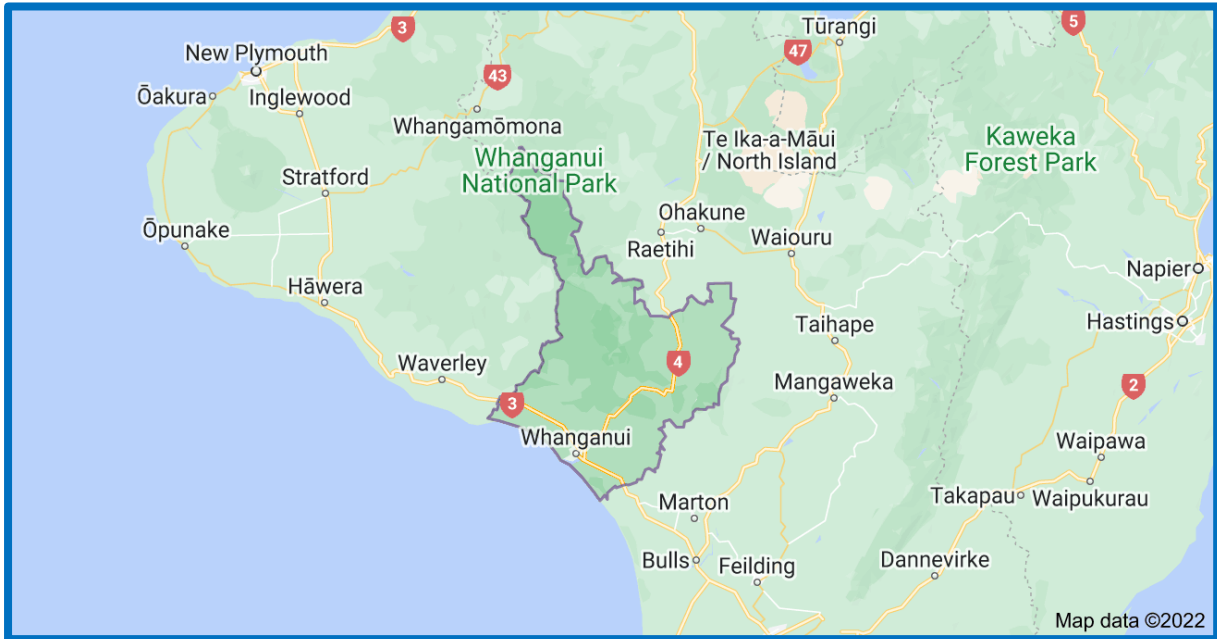 3
5
Tūrangi
47
New Plymouth
43
Ōakura
Inglewood
Whangamōmona
Te Ika-a-Māui
/ North Island
Kaweka
Forest Park
Whanganui
National Park
Stratford
Ohakune
Ōpunake
Raetihi
Waiouru
Napier
Hāwera
Hastings
Taihape
Waverley
4
Mangaweka
2
3
Whanganui
Waipawa
Takapau
Waipukurau
Marton
Bulls
Feilding
Dannevirke
Map data ©2022